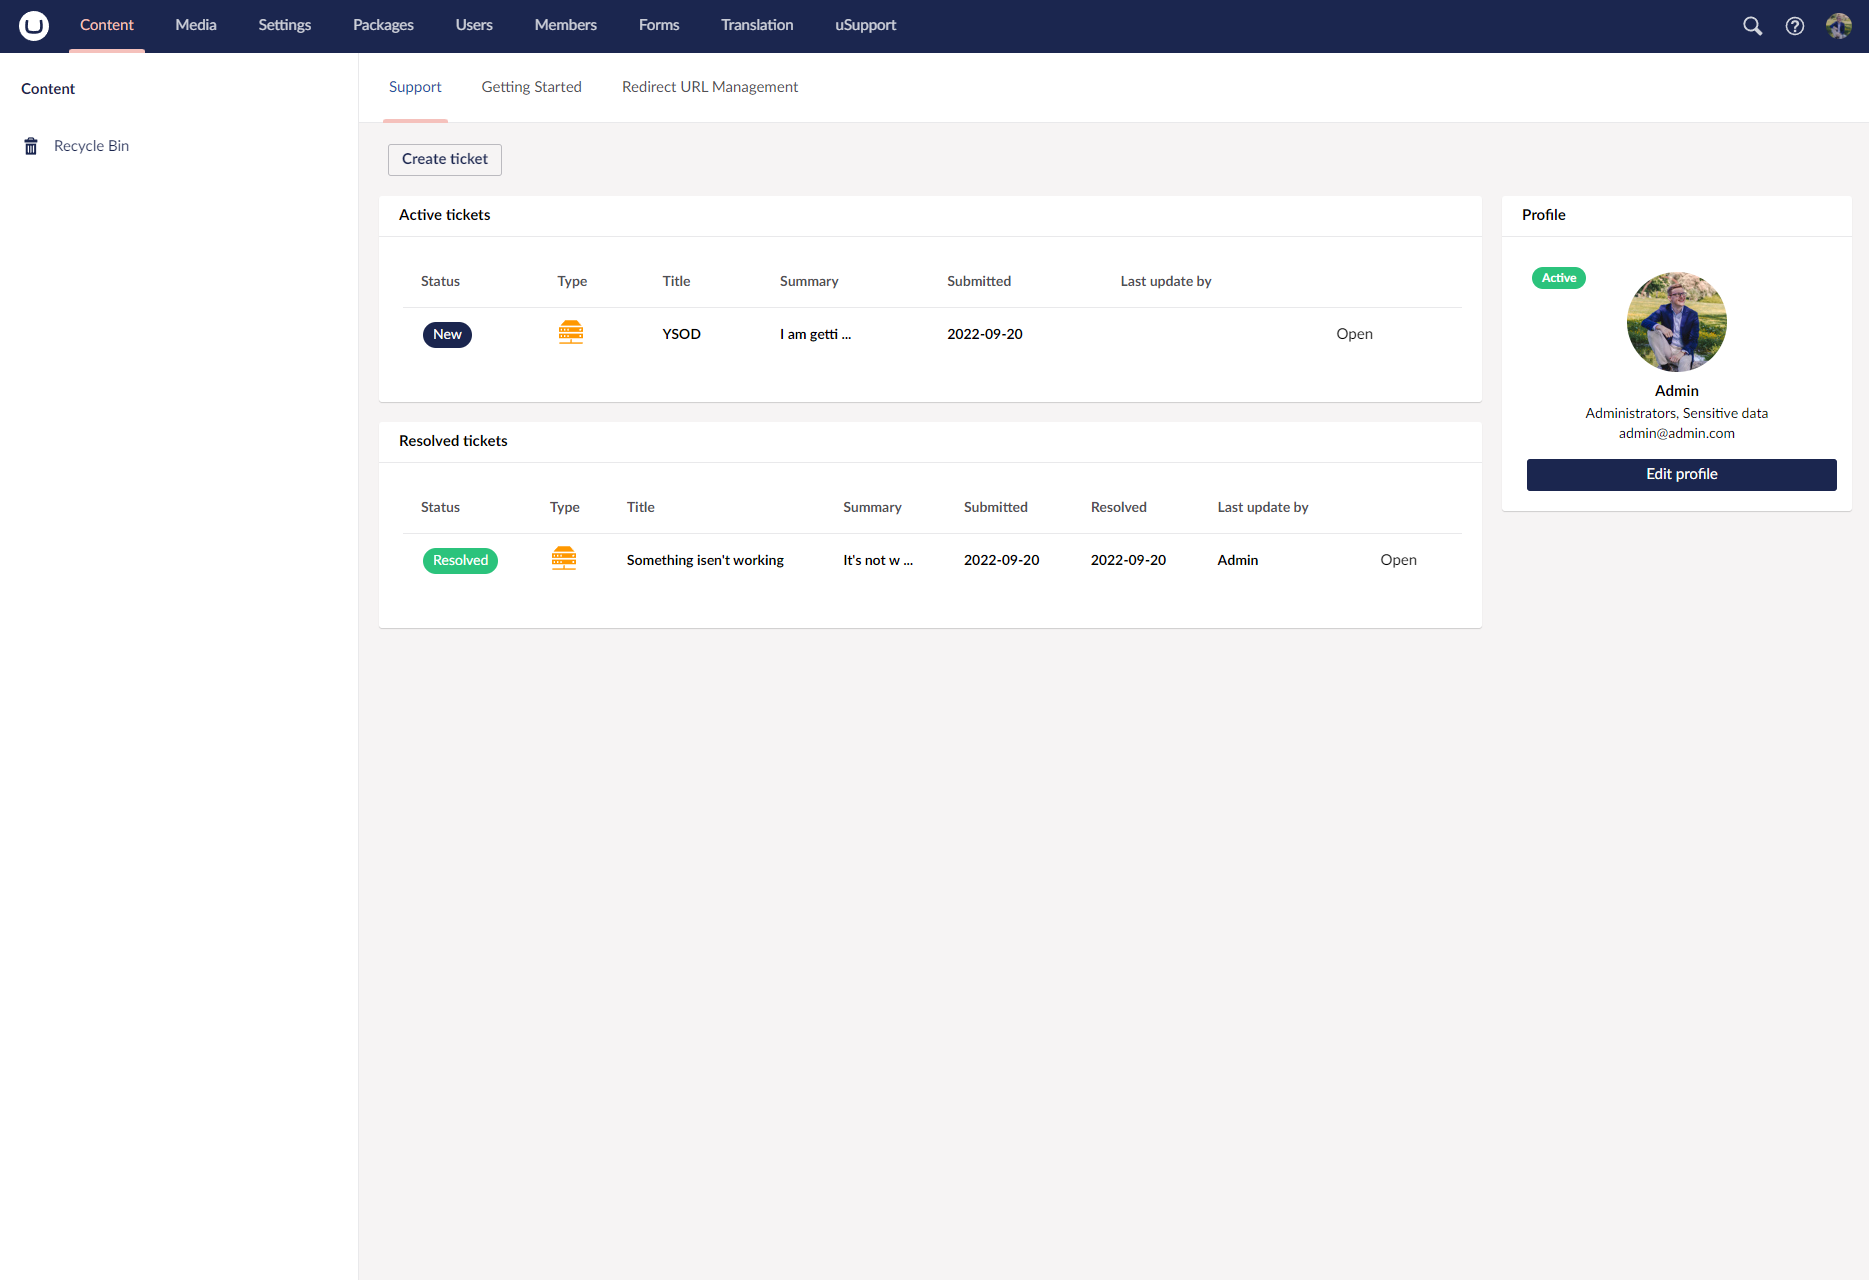 Content Media Settings Packages Users Members Forms Translation uSupport
Content
Recycle Bin
Support Getting Started Redirect URL Management
Create ticket
Active tickets
Status Type Title Summary Submitted Last update by
New YSOD I am getti ... 2022-09-20 Open
Resolved tickets
Status Type Title Summary Submitted Resolved Last update by
Resolved Something isen't working It's not w ... 2022-09-20 2022-09-20 Admin Open
Profile
Active
Admin
Administrators, Sensitive data
admin@admin.com
Edit profile